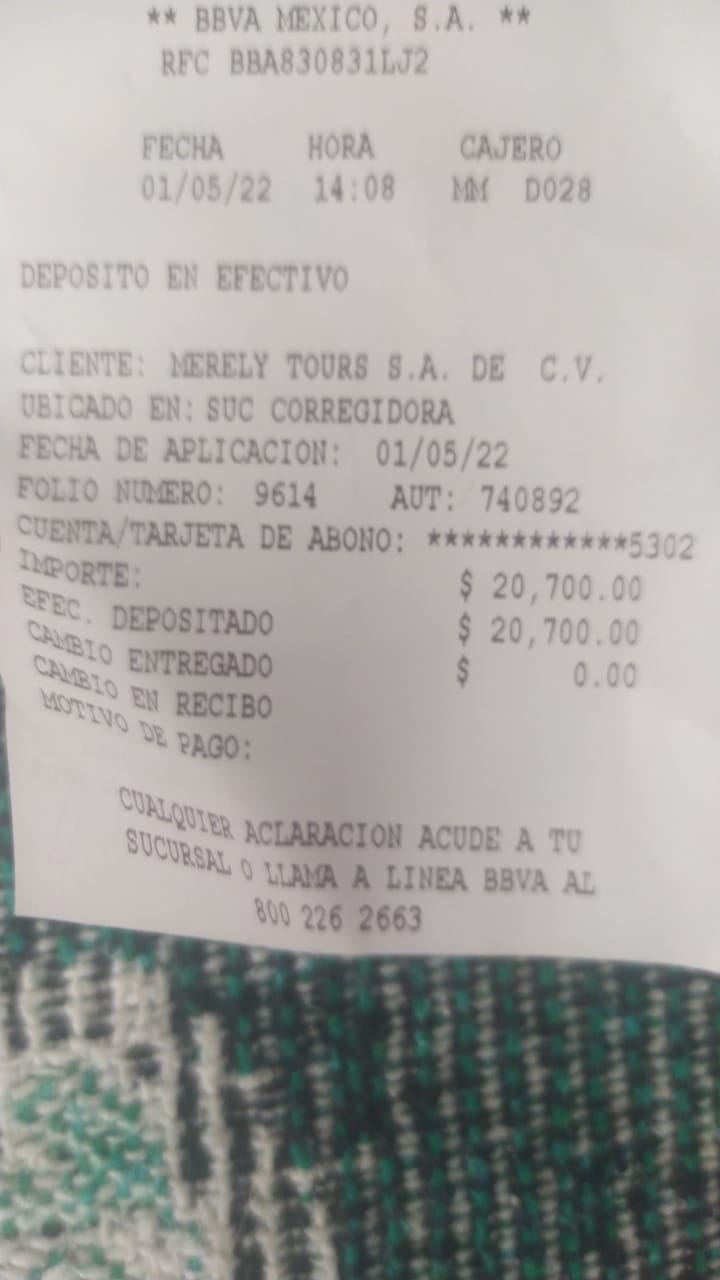 ** BBVA MEXICO, S.A. **
RFC BBA830831LJ2
FECHA HORA CAJERO
01/05/22 14:08 MM D028
DEPOSITO EN EFECTIVO
CLIENTE: MERELY TOURS S.A. DE C.V.
UBICADO EN: SUC CORREGIDORA
FECHA DE APLICACION: 01/05/22
FOLIO NUMERO: 9614 AUT: 740892
CUENTA/TARJETA DE ABONO: ************5302
IMPORTE: $ 20,700.00
EFEC. DEPOSITADO $ 20,700.00
CAMBIO ENTREGADO $ 0.00
CAMBIO EN RECIBO
MOTIVO DE PAGO:
CUALQUIER ACLARACION ACUDE A TU
SUCURSAL O LLAMA A LINEA BBVA AL
800 226 2663